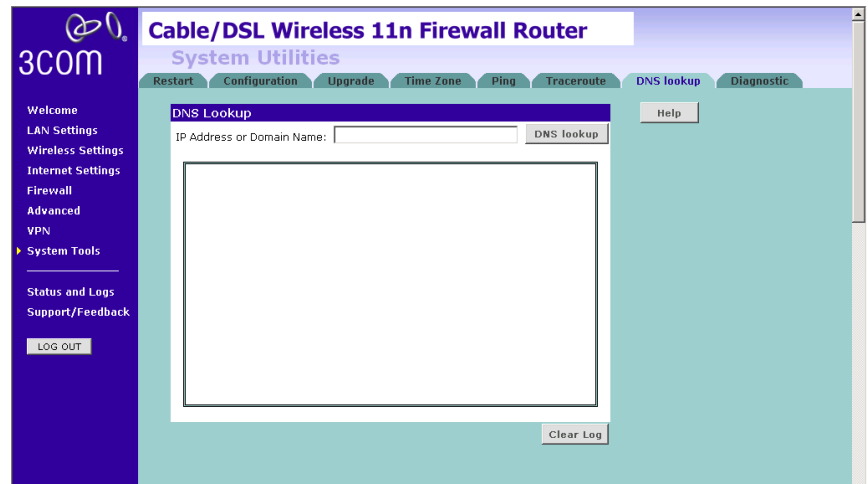 3COM
Cable/DSL Wireless 11n Firewall Router
System Utilities
Restart Configuration Upgrade Time Zone Ping Traceroute DNS lookup Diagnostic
Welcome
LAN Settings
Wireless Settings
Internet Settings
Firewall
Advanced
VPN
System Tools
Status and Logs
Support/Feedback
LOG OUT
DNS Lookup
IP Address or Domain Name: DNS lookup
Clear Log
Help